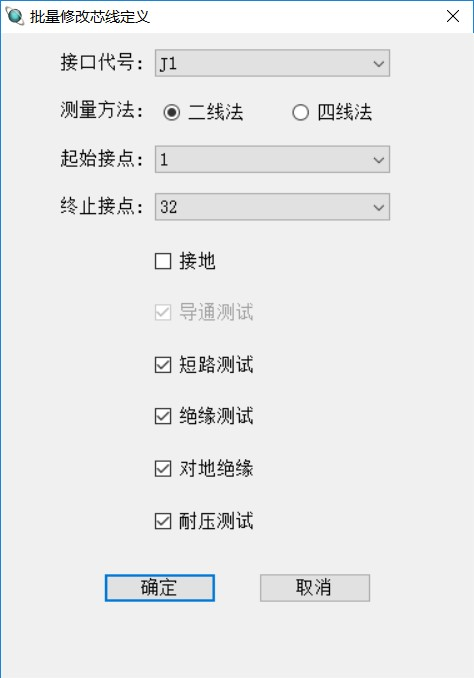 批量修改芯线定义
接口代号： J1
测量方法： 二线法 四线法
起始接点： 1
终止接点： 32
接地
导通测试
短路测试
绝缘测试
对地绝缘
耐压测试
确定 取消